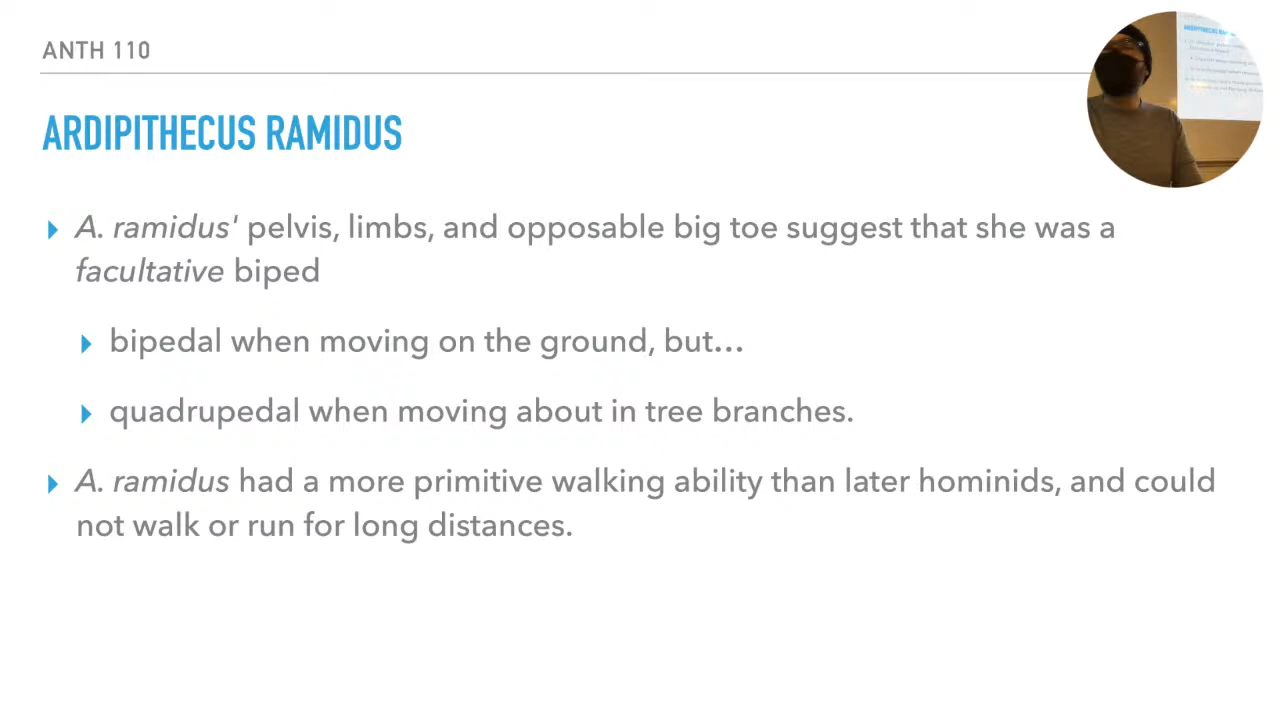 ANTH 110
ARDIPITHECUS RAMIDUS
A. ramidus' pelvis, limbs, and opposable big toe suggest that she was a
facultative biped
bipedal when moving on the ground, but…
quadrupedal when moving about in tree branches.
A. ramidus had a more primitive walking ability than later hominids, and could
not walk or run for long distances.